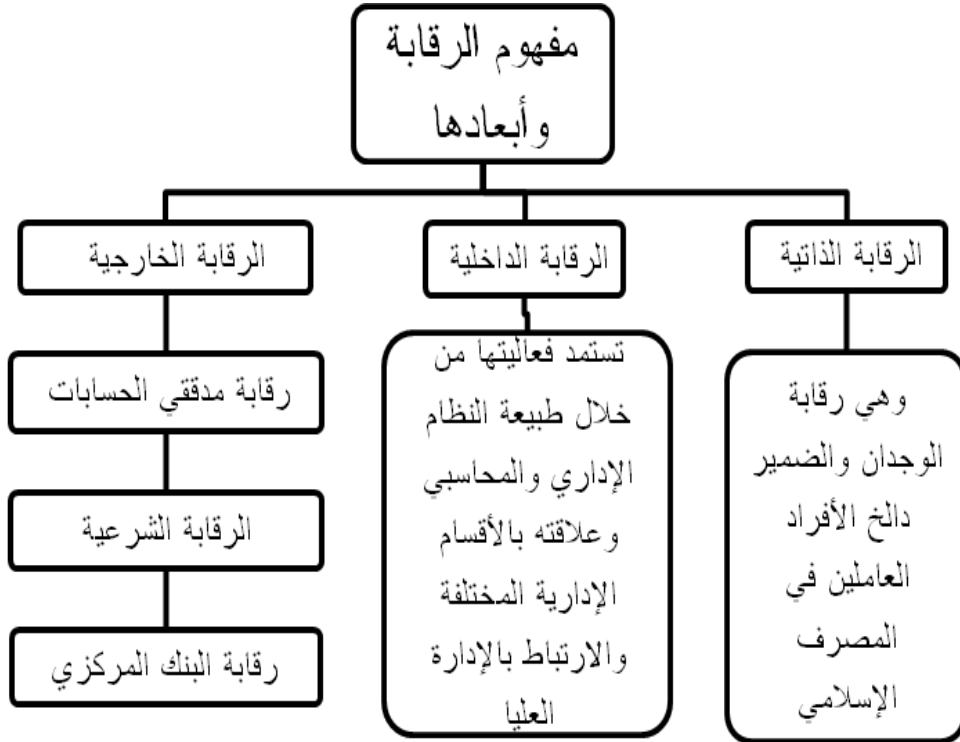 مفهوم الرقابة
وأبعادها
الرقابة الذاتية
وهي رقابة
الوجدان والضمير
دالخ الأفراد
العاملين في
المصرف
الإسلامي
الرقابة الداخلية
تستمد فعاليتها من
خلال طبيعة النظام
الإداري والمحاسبي
وعلاقته بالأقسام
الإدارية المختلفة
والارتباط بالإدارة
العليا
الرقابة الخارجية
رقابة مدققي الحسابات
الرقابة الشرعية
رقابة البنك المركزي